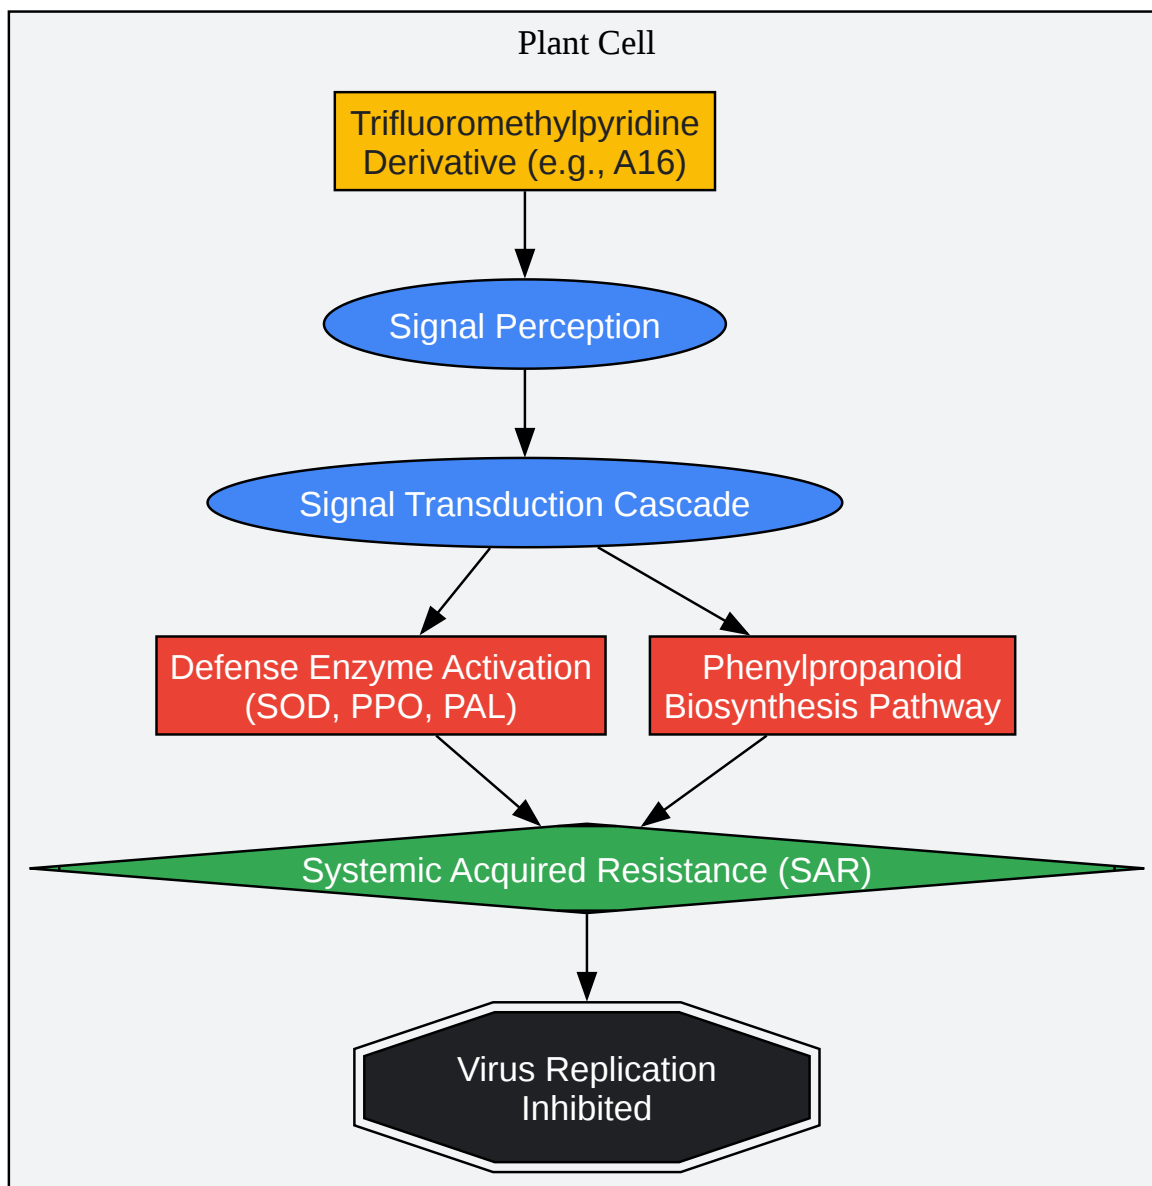 Plant Cell
Trifluoromethylpyridine
Derivative (e.g., A16)
Signal Perception
Signal Transduction Cascade
Defense Enzyme Activation
(SOD, PPO, PAL)
Phenylpropanoid
Biosynthesis Pathway
Systemic Acquired Resistance (SAR)
Virus Replication
Inhibited